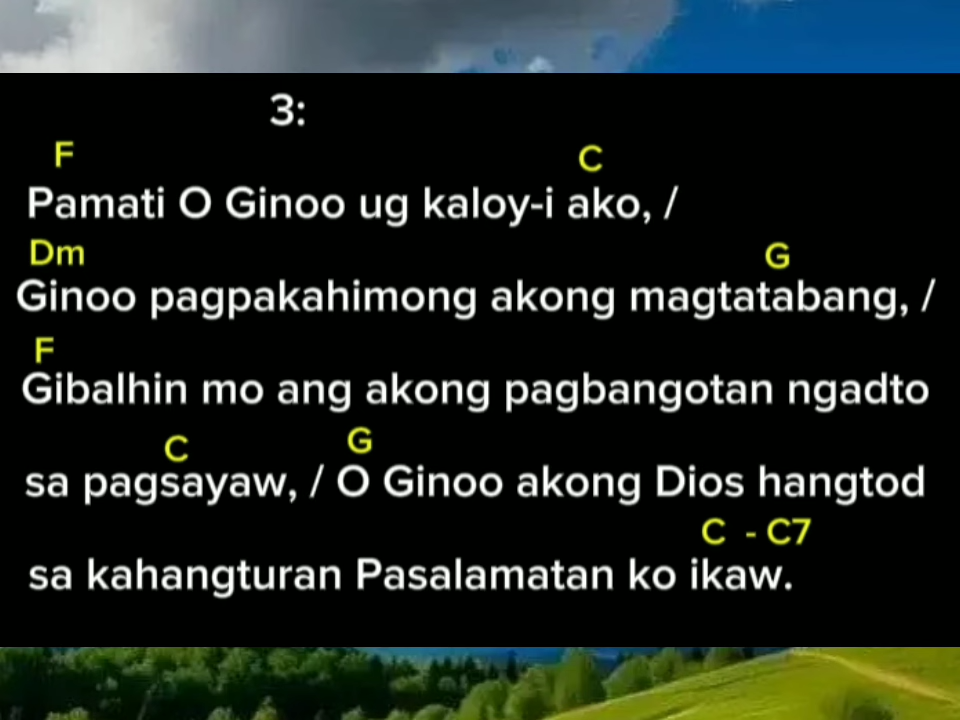 3:
F C
Pamati O Ginoo ug kaloy-i ako, /
Dm G
Ginoo pagpakahimong akong magtatabang, /
F
Gibalhin mo ang akong pagbangotan ngadto
C G
sa pagsayaw, / O Ginoo akong Dios hangtod
C - C7
sa kahangturan Pasalamatan ko ikaw.